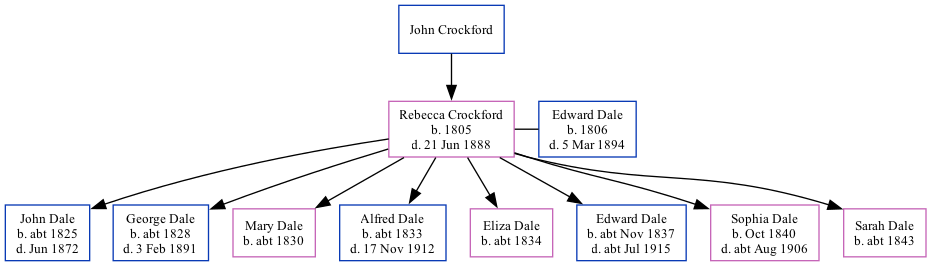 John Crockford
Rebecca Crockford
b. 1805
d. 21 Jun 1888
Edward Dale
b. 1806
d. 5 Mar 1894
John Dale
b. abt 1825
d. Jun 1872
George Dale
b. abt 1828
d. 3 Feb 1891
Mary Dale
b. abt 1830
Alfred Dale
b. abt 1833
d. 17 Nov 1912
Eliza Dale
b. abt 1834
Edward Dale
b. abt Nov 1837
d. abt Jul 1915
Sophia Dale
b. Oct 1840
d. abt Aug 1906
Sarah Dale
b. abt 1843